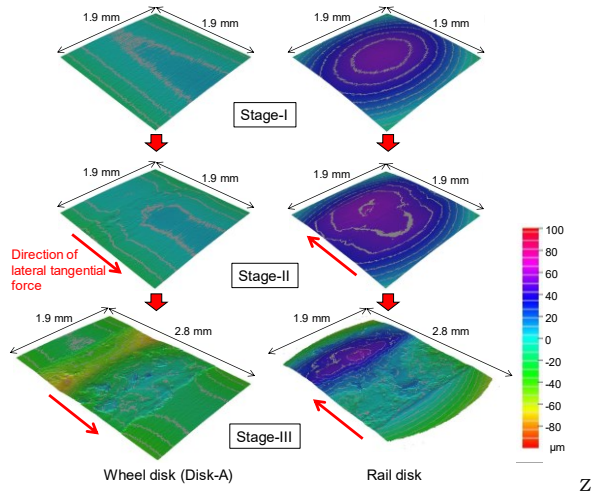 1.9 mm 1.9 mm 1.9 mm 1.9 mm
Stage-I
1.9 mm 1.9 mm 1.9 mm 1.9 mm
Direction of
lateral tangential
force
Stage-II
1.9 mm 2.8 mm 1.9 mm 2.8 mm
Stage-III
Wheel disk (Disk-A) Rail disk
100
80
60
40
20
0
-20
-40
-60
-80
µm
z